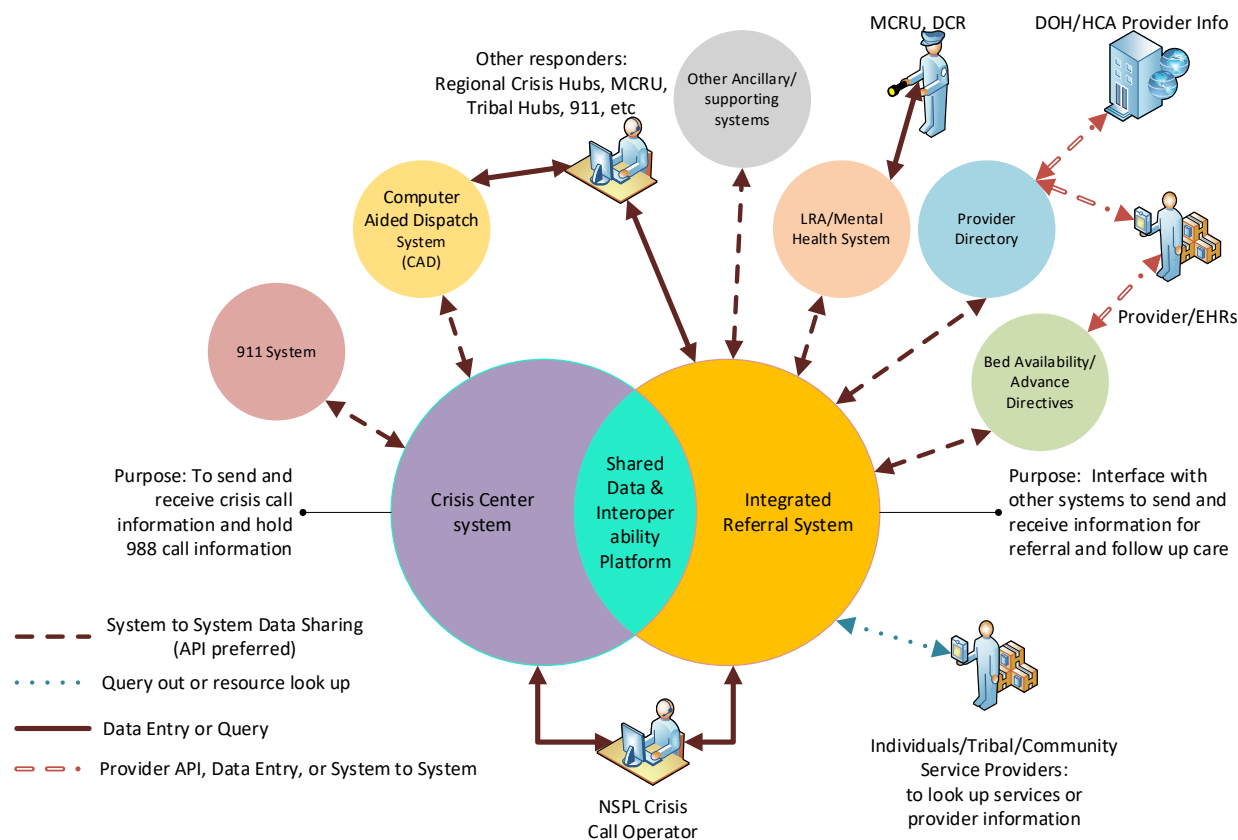 MCRU, DCR
DOH/HCA Provider Info
Other responders:
Regional Crisis Hubs, MCRU,
Tribal Hubs, 911, etc
Other Ancillary/
supporting
systems
Computer
Aided Dispatch
System
(CAD)
LRA/Mental
Health System
Provider
Directory
Provider/EHRs
911 System
Bed Availability/
Advance
Directives
Purpose: To send and
receive crisis call
information and hold
988 call information
Crisis Center
system
Shared
Data &
Interoper
ability
Platform
Integrated
Referral System
Purpose:  Interface with
other systems to send and
receive information for
referral and follow up care
System to System Data Sharing
(API preferred)
Query out or resource look up
Data Entry or Query
Provider API, Data Entry, or System to System
NSPL Crisis
Call Operator
Individuals/Tribal/Community
Service Providers:
to look up services or
provider information